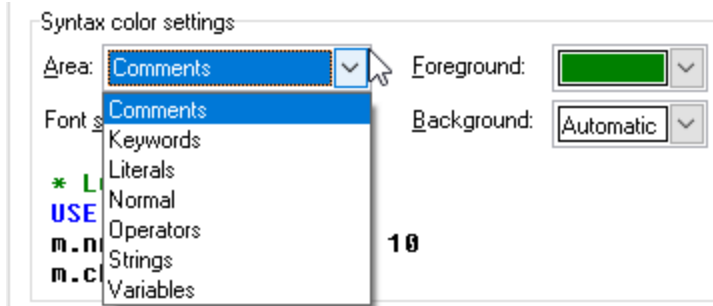 Syntax color settings
Area: Comments Foreground:
Comments
Font Background: Automatic
Keywords
Literals
*
Normal
USE
Operators
10
Strings
Variables